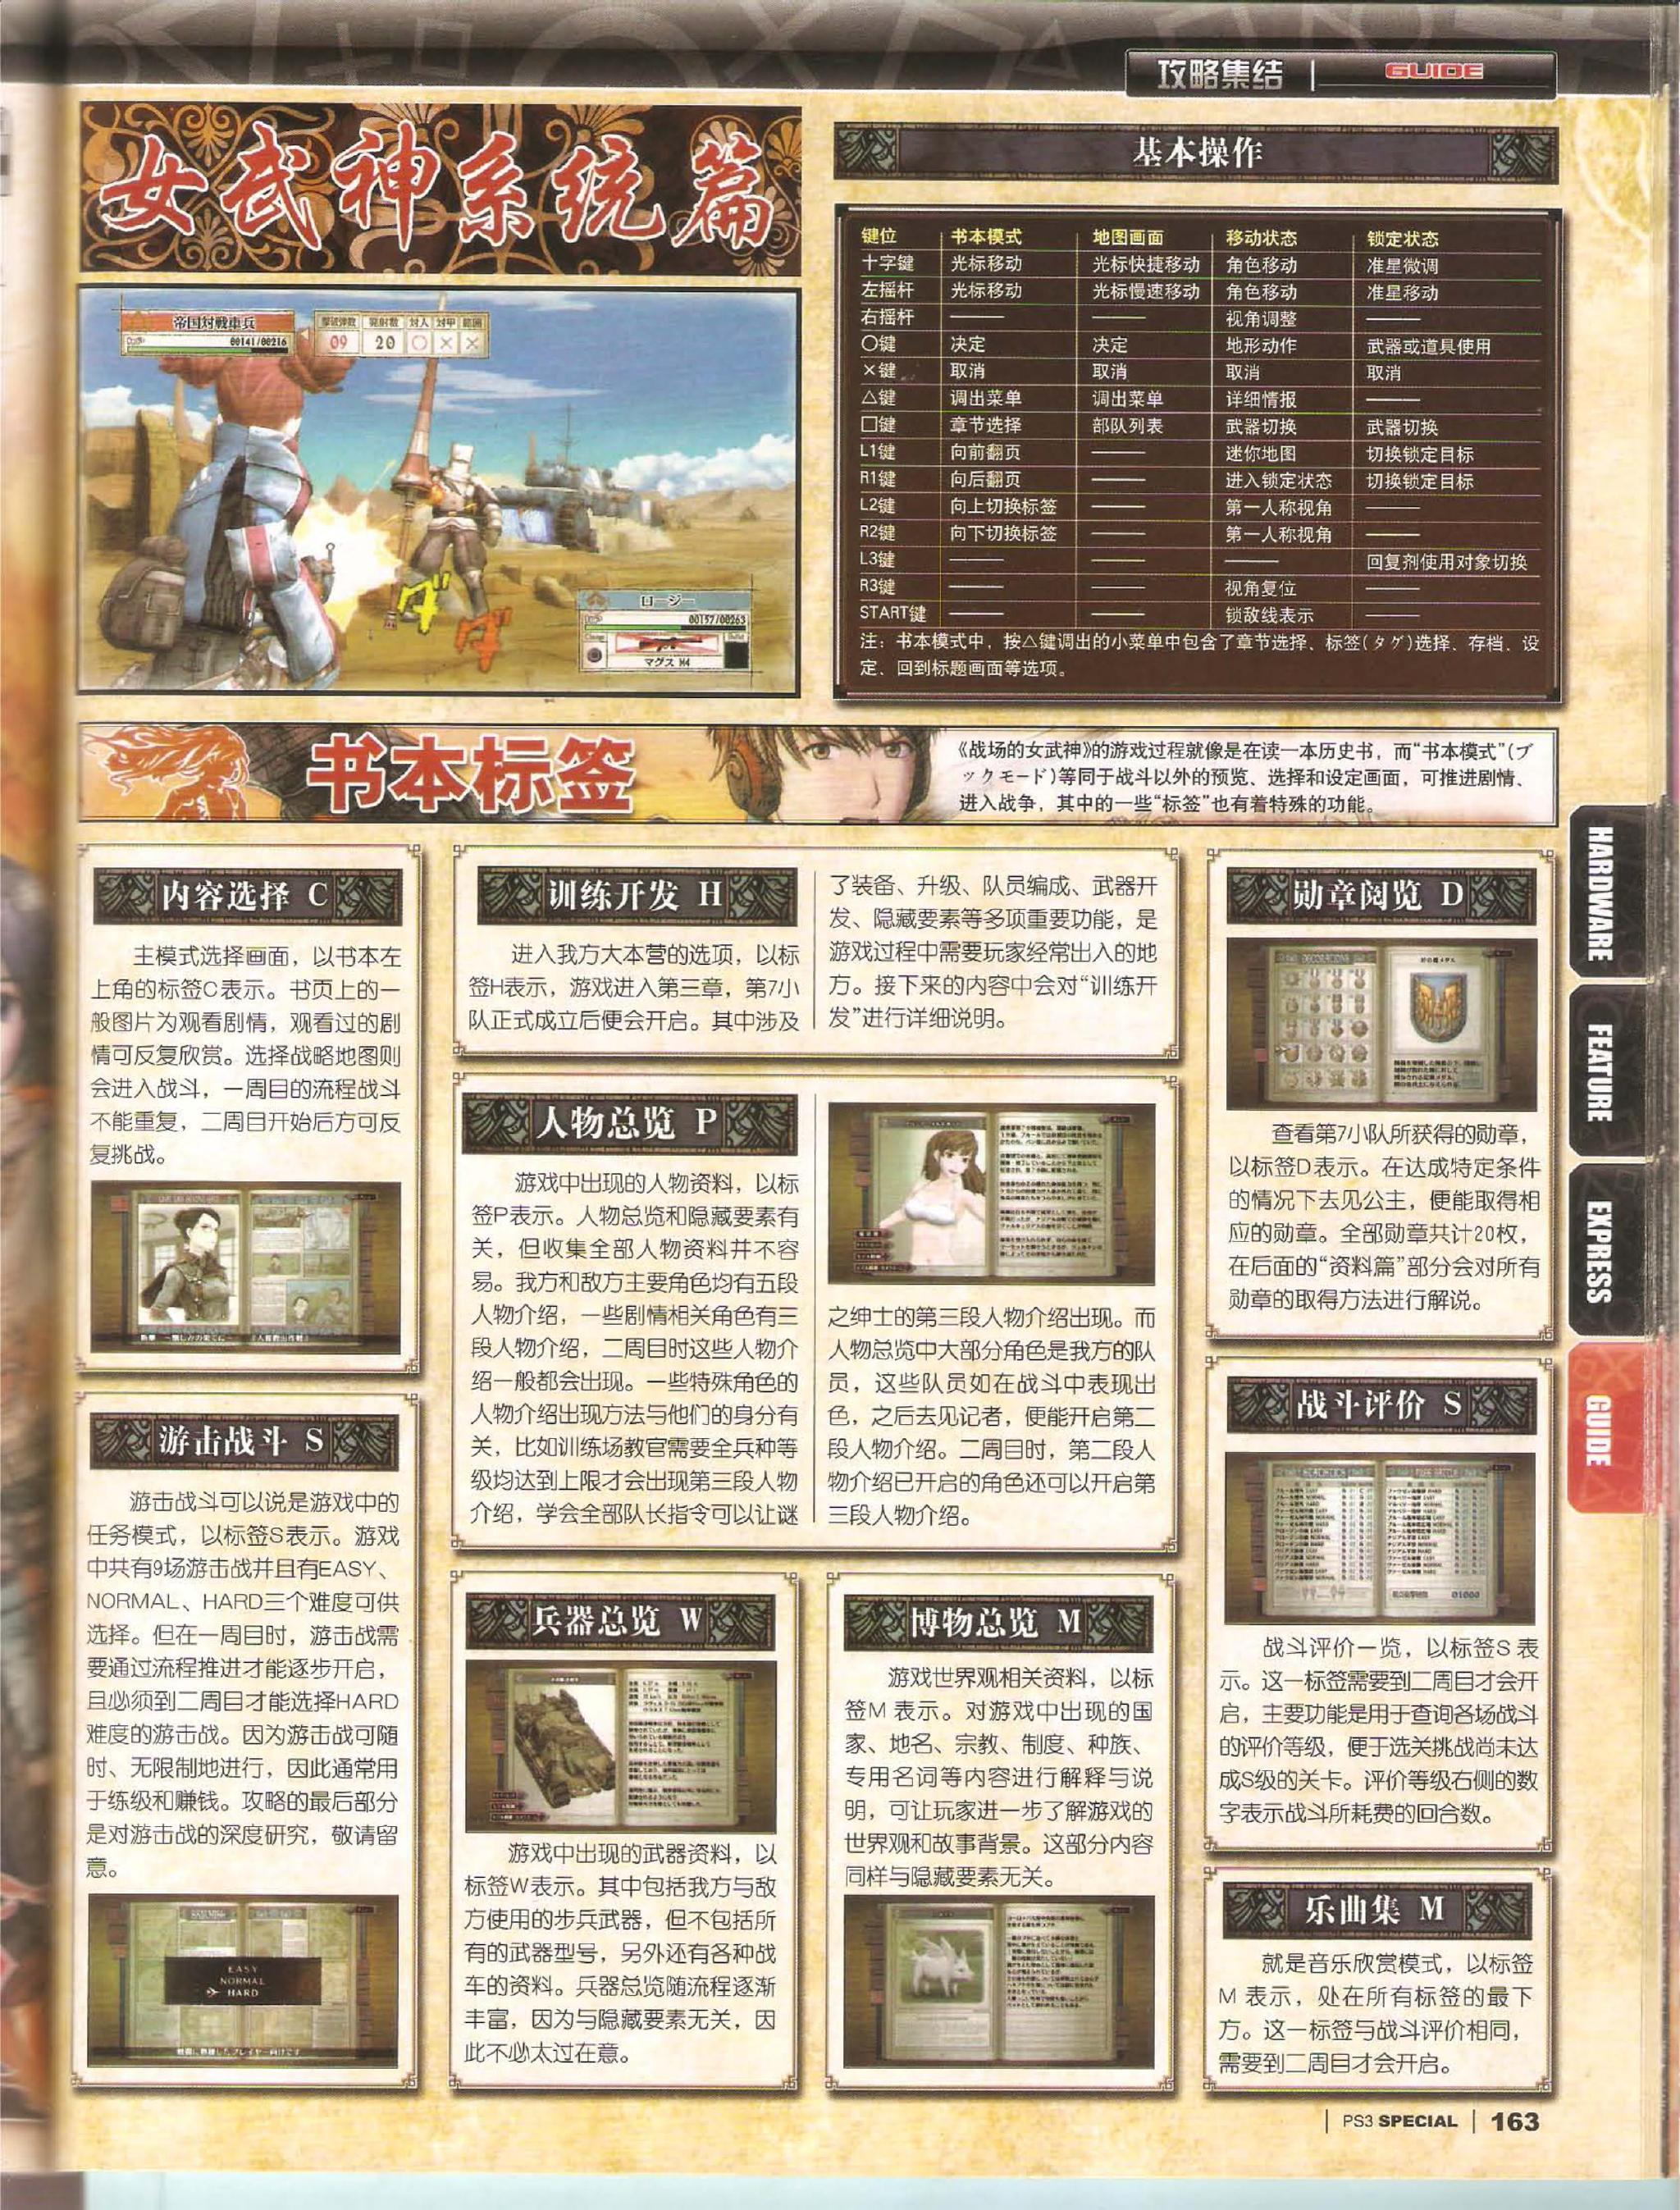 攻略集结 | GUIDE
女武神系统篇
帝国対戦車兵
00141/00216
09 20
ロージー
00157/00263
マグス M4
ダダ
基本操作
键位 书本模式 地图画面 移动状态 锁定状态
十字键 光标移动 光标快捷移动 角色移动 准星微调
左摇杆 光标移动 光标慢速移动 角色移动 准星移动
右摇杆 —— —— 视角调整 ——
○键 决定 决定 地形动作 武器或道具使用
×键 取消 取消 取消 取消
△键 调出菜单 调出菜单 详细情报 ——
□键 章节选择 部队列表 武器切换 武器切换
L1键 向前翻页 —— 迷你地图 切换锁定目标
R1键 向后翻页 —— 进入锁定状态 切换锁定目标
L2键 向上切换标签 —— 第一人称视角 ——
R2键 向下切换标签 —— 第一人称视角 ——
L3键 —— —— —— 回复剂使用对象切换
R3键 —— —— 视角复位 ——
START键 —— —— 锁敌线表示 ——
注：书本模式中，按△键调出的小菜单中包含了章节选择、标签(タグ)选择、存档、设
定、回到标题画面等选项。
书本标签
《战场的女武神》的游戏过程就像是在读一本历史书，而“书本模式”(ブ
ックモード)等同于战斗以外的预览、选择和设定画面，可推进剧情、
进入战争，其中的一些“标签”也有着特殊的功能。
内容选择 C
主模式选择画面，以书本左
上角的标签C表示。书页上的一
般图片为观看剧情，观看过的剧
情可反复欣赏。选择战略地图则
会进入战斗，一周目的流程战斗
不能重复，二周目开始后方可反
复挑战。
游击战斗 S
游击战斗可以说是游戏中的
任务模式，以标签S表示。游戏
中共有9场游击战并且有EASY、
NORMAL、HARD三个难度可供
选择。但在一周目时，游击战需
要通过流程推进才能逐步开启，
且必须到二周目才能选择HARD
难度的游击战。因为游击战可随
时、无限制地进行，因此通常用
于练级和赚钱。攻略的最后部分
是对游击战的深度研究，敬请留
意。
EASY
NORMAL
HARD
训练开发 H
进入我方大本营的选项，以标
签H表示，游戏进入第三章，第7小
队正式成立后便会开启。其中涉及
了装备、升级、队员编成、武器开
发、隐藏要素等多项重要功能，是
游戏过程中需要玩家经常出入的地
方。接下来的内容中会对“训练开
发”进行详细说明。
人物总览 P
游戏中出现的人物资料，以标
签P表示。人物总览和隐藏要素有
关，但收集全部人物资料并不容
易。我方和敌方主要角色均有五段
人物介绍，一些剧情相关角色有三
段人物介绍，二周目时这些人物介
绍一般都会出现。一些特殊角色的
人物介绍出现方法与他们的身分有
关，比如训练场教官需要全兵种等
级均达到上限才会出现第三段人物
介绍，学会全部队长指令可以让谜
之绅士的第三段人物介绍出现。而
人物总览中大部分角色是我方的队
员，这些队员如在战斗中表现出
色，之后去见记者，便能开启第二
段人物介绍。二周目时，第二段人
物介绍已开启的角色还可以开启第
三段人物介绍。
兵器总览 W
游戏中出现的武器资料，以
标签W表示。其中包括我方与敌
方使用的步兵武器，但不包括所
有的武器型号，另外还有各种战
车的资料。兵器总览随流程逐渐
丰富，因为与隐藏要素无关，因
此不必太过在意。
博物总览 M
游戏世界观相关资料，以标
签M 表示。对游戏中出现的国
家、地名、宗教、制度、种族、
专用名词等内容进行解释与说
明，可让玩家进一步了解游戏的
世界观和故事背景。这部分内容
同样与隐藏要素无关。
勋章阅览 D
查看第7小队所获得的勋章，
以标签D表示。在达成特定条件
的情况下去见公主，便能取得相
应的勋章。全部勋章共计20枚，
在后面的“资料篇”部分会对所有
勋章的取得方法进行解说。
战斗评价 S
01000
战斗评价一览，以标签S 表
示。这一标签需要到二周目才会开
启，主要功能是用于查询各场战斗
的评价等级，便于选关挑战尚未达
成S级的关卡。评价等级右侧的数
字表示战斗所耗费的回合数。
乐曲集 M
就是音乐欣赏模式，以标签
M 表示，处在所有标签的最下
方。这一标签与战斗评价相同，
需要到二周目才会开启。
HARDWARE
FEATURE
EXPRESS
GUIDE
| PS3 SPECIAL | 163